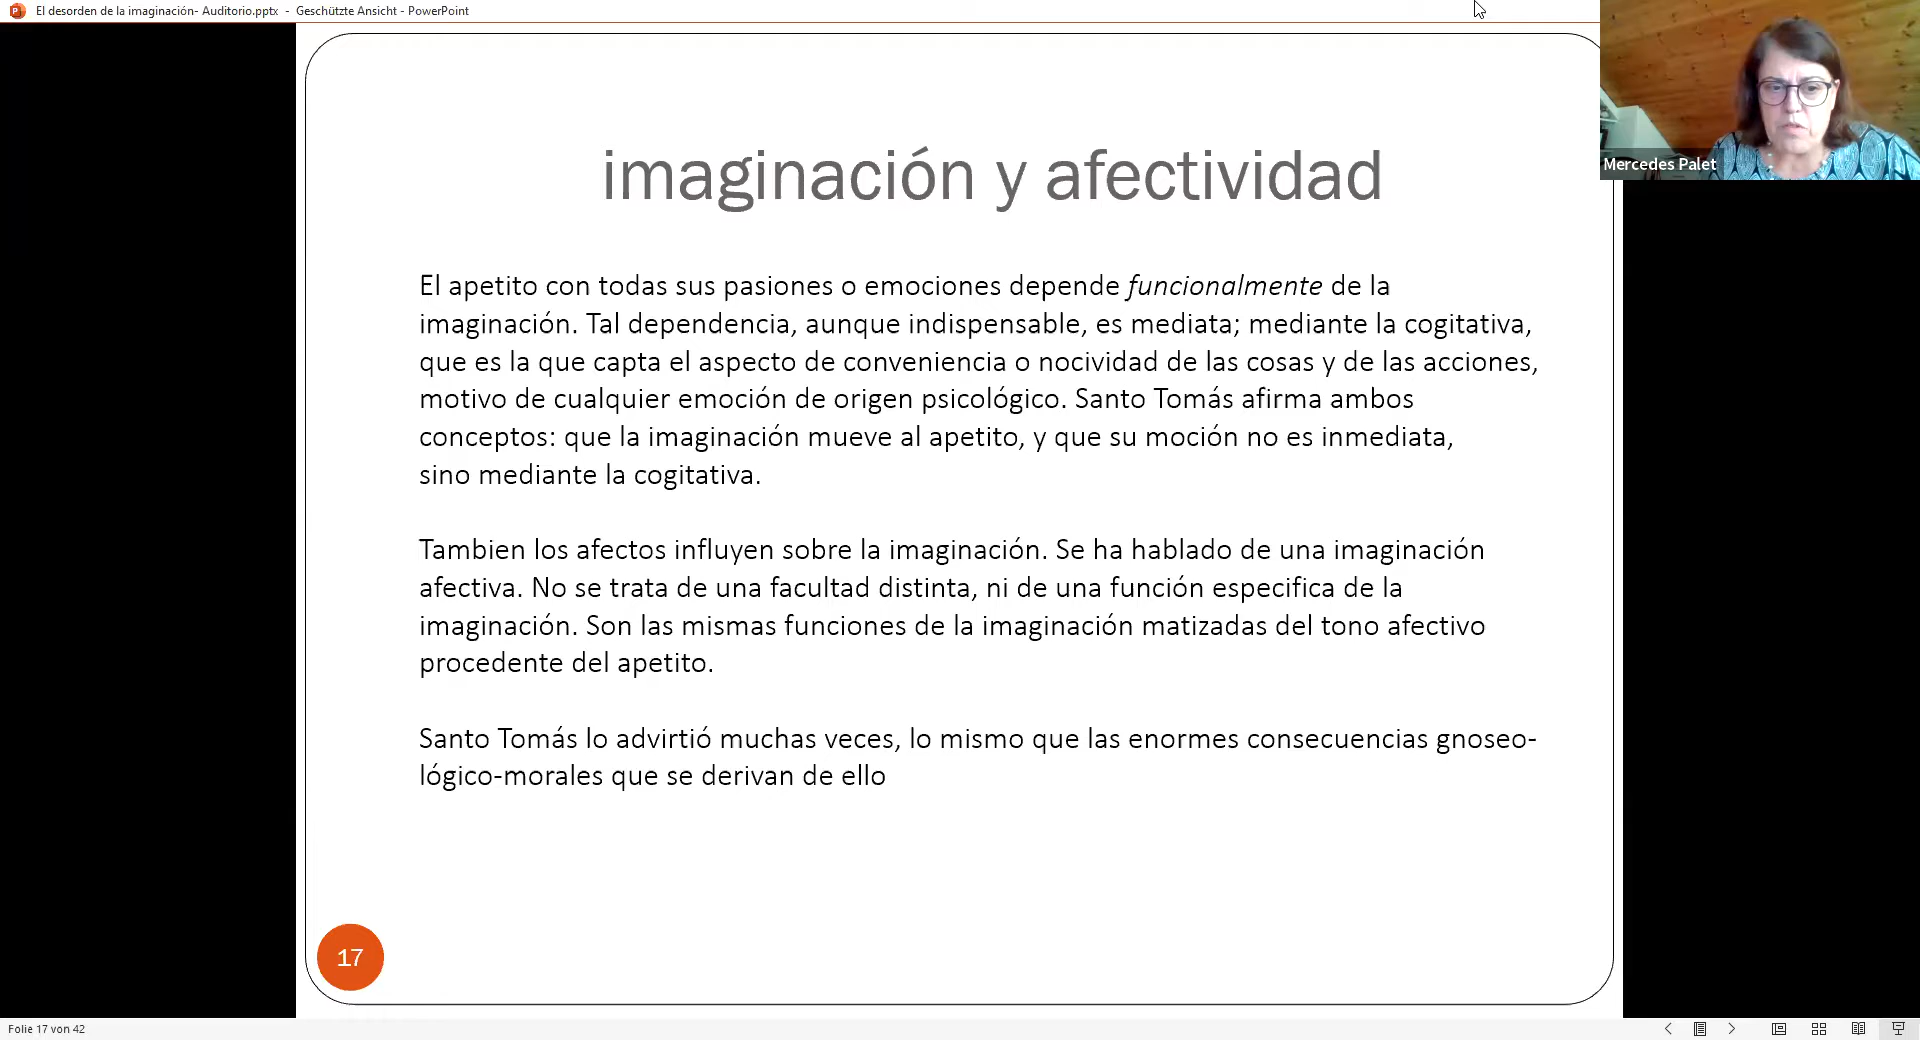 El desorden de la imaginación- Auditorio.pptx - Geschützte Ansicht - PowerPoint
Mercedes Palet
imaginación y afectividad
El apetito con todas sus pasiones o emociones depende funcionalmente de la
imaginación. Tal dependencia, aunque indispensable, es mediata; mediante la cogitativa,
que es la que capta el aspecto de conveniencia o nocividad de las cosas y de las acciones,
motivo de cualquier emoción de origen psicológico. Santo Tomás afirma ambos
conceptos: que la imaginación mueve al apetito, y que su moción no es inmediata,
sino mediante la cogitativa.
Tambien los afectos influyen sobre la imaginación. Se ha hablado de una imaginación
afectiva. No se trata de una facultad distinta, ni de una función especifica de la
imaginación. Son las mismas funciones de la imaginación matizadas del tono afectivo
procedente del apetito.
Santo Tomás lo advirtió muchas veces, lo mismo que las enormes consecuencias gnoseo-
lógico-morales que se derivan de ello
17
Folie 17 von 42